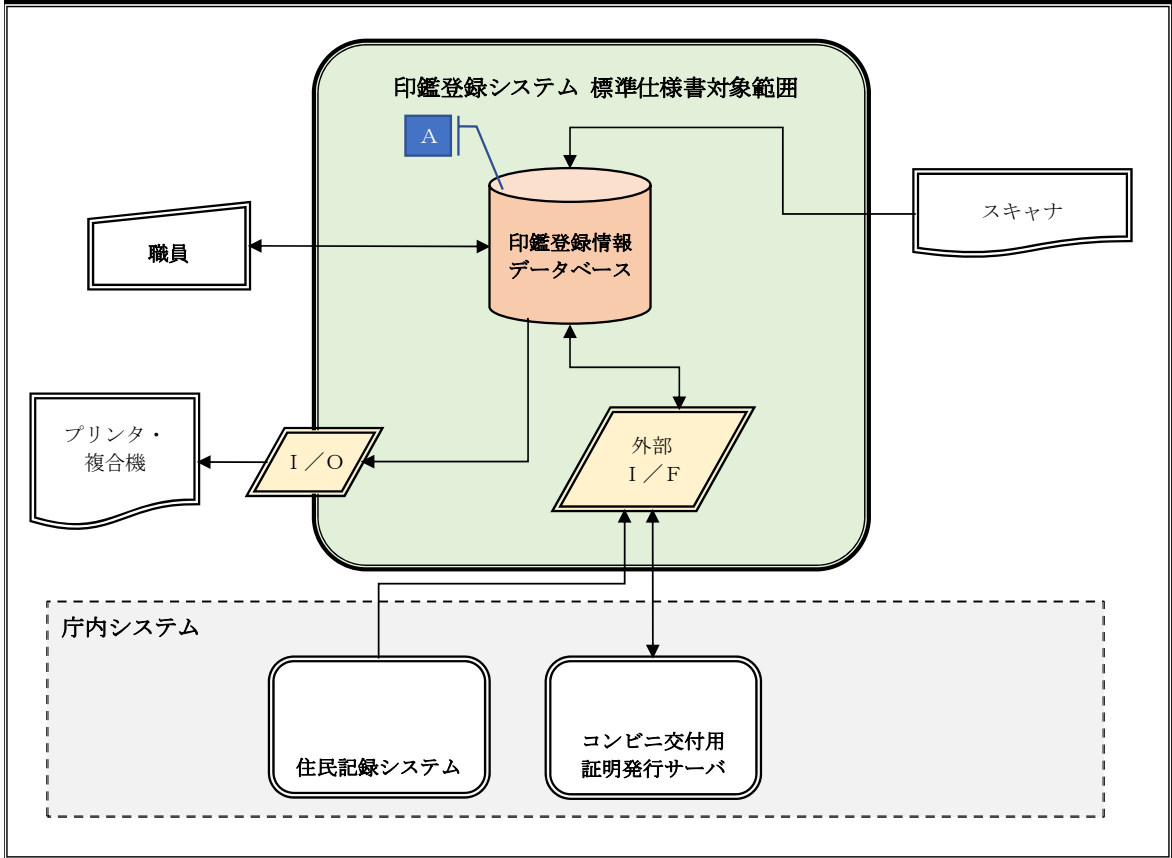 印鑑登録システム 標準仕様書対象範囲
A
スキャナ
職員
印鑑登録情報
データベース
プリンタ・
複合機
I／O
外部
I／F
庁内システム
住民記録システム
コンビニ交付用
証明発行サーバ